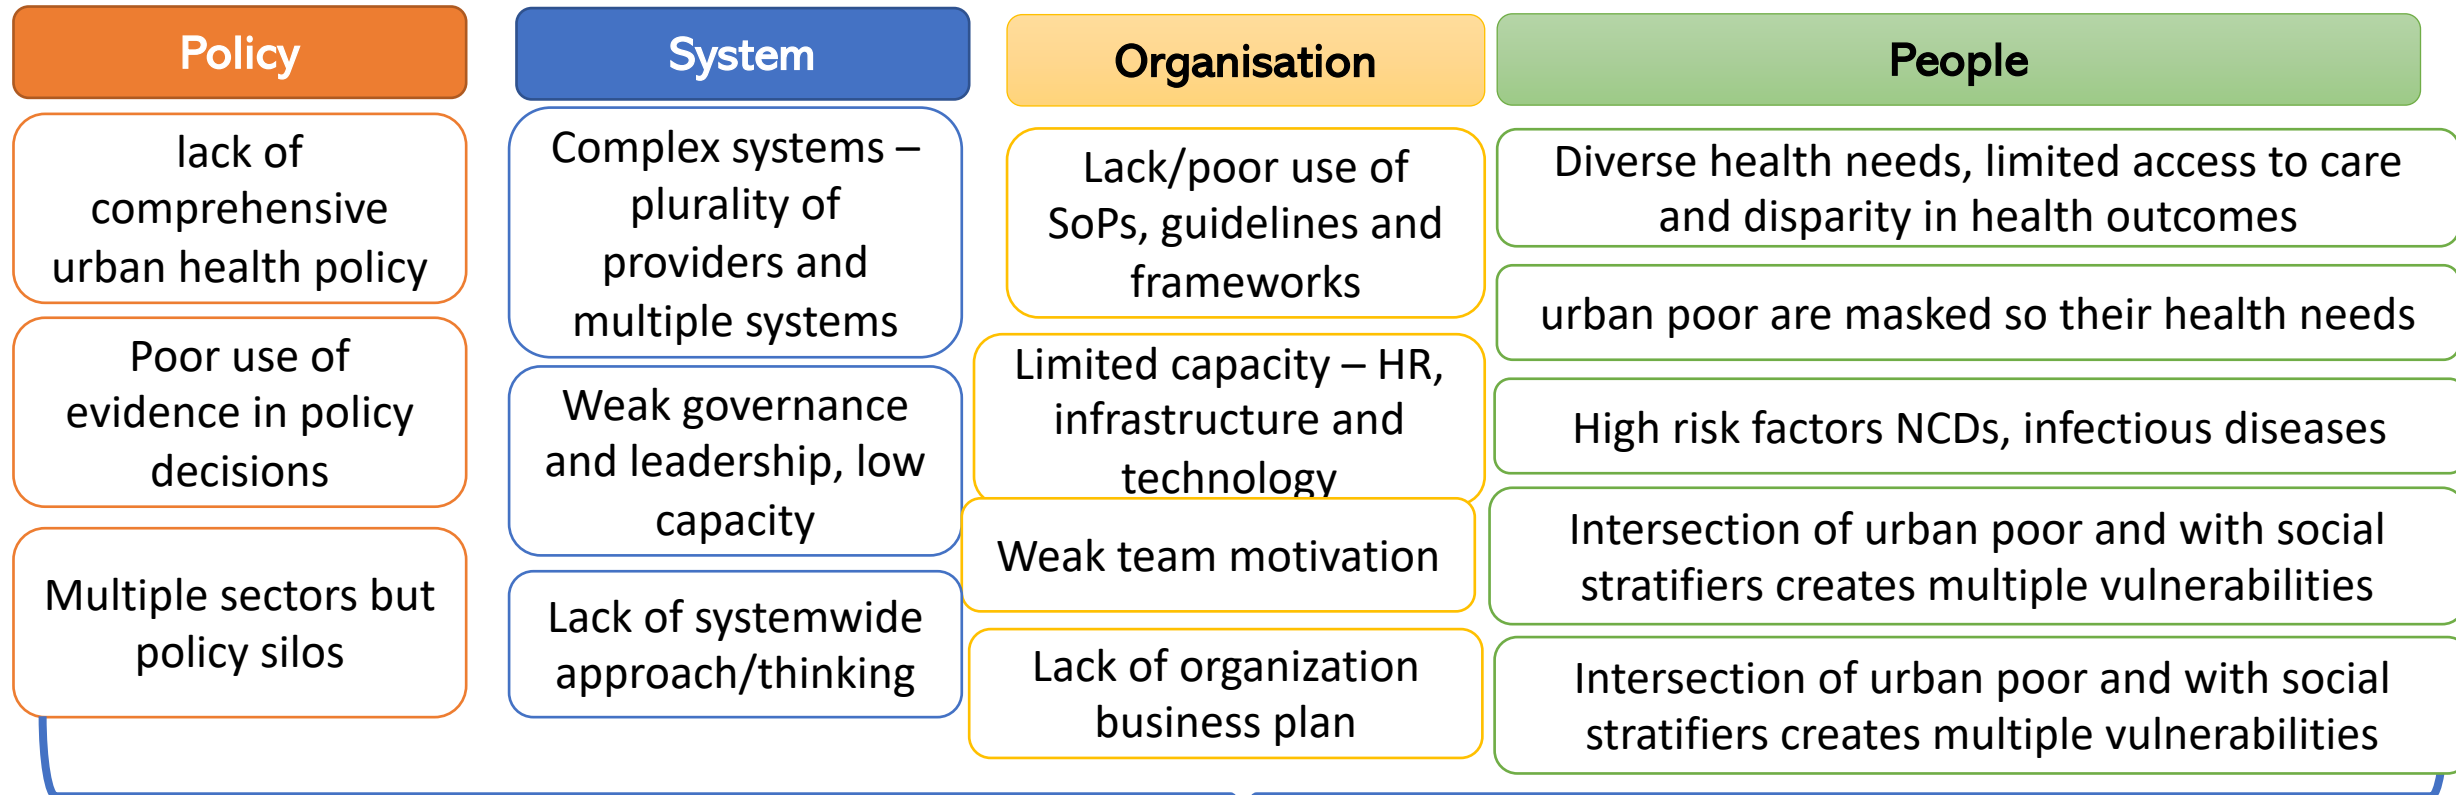 Policy
lack of
comprehensive
urban health policy
Poor use of
evidence in policy
decisions
Multiple sectors but
policy silos
System
Complex systems –
plurality of
providers and
multiple systems
Weak governance
and leadership, low
capacity
Lack of systemwide
approach/thinking
Organisation
Lack/poor use of
SoPs, guidelines and
frameworks
Limited capacity – HR,
infrastructure and
technology
Weak team motivation
Lack of organization
business plan
People
Diverse health needs, limited access to care
and disparity in health outcomes
urban poor are masked so their health needs
High risk factors NCDs, infectious diseases
Intersection of urban poor and with social
stratifiers creates multiple vulnerabilities
Intersection of urban poor and with social
stratifiers creates multiple vulnerabilities